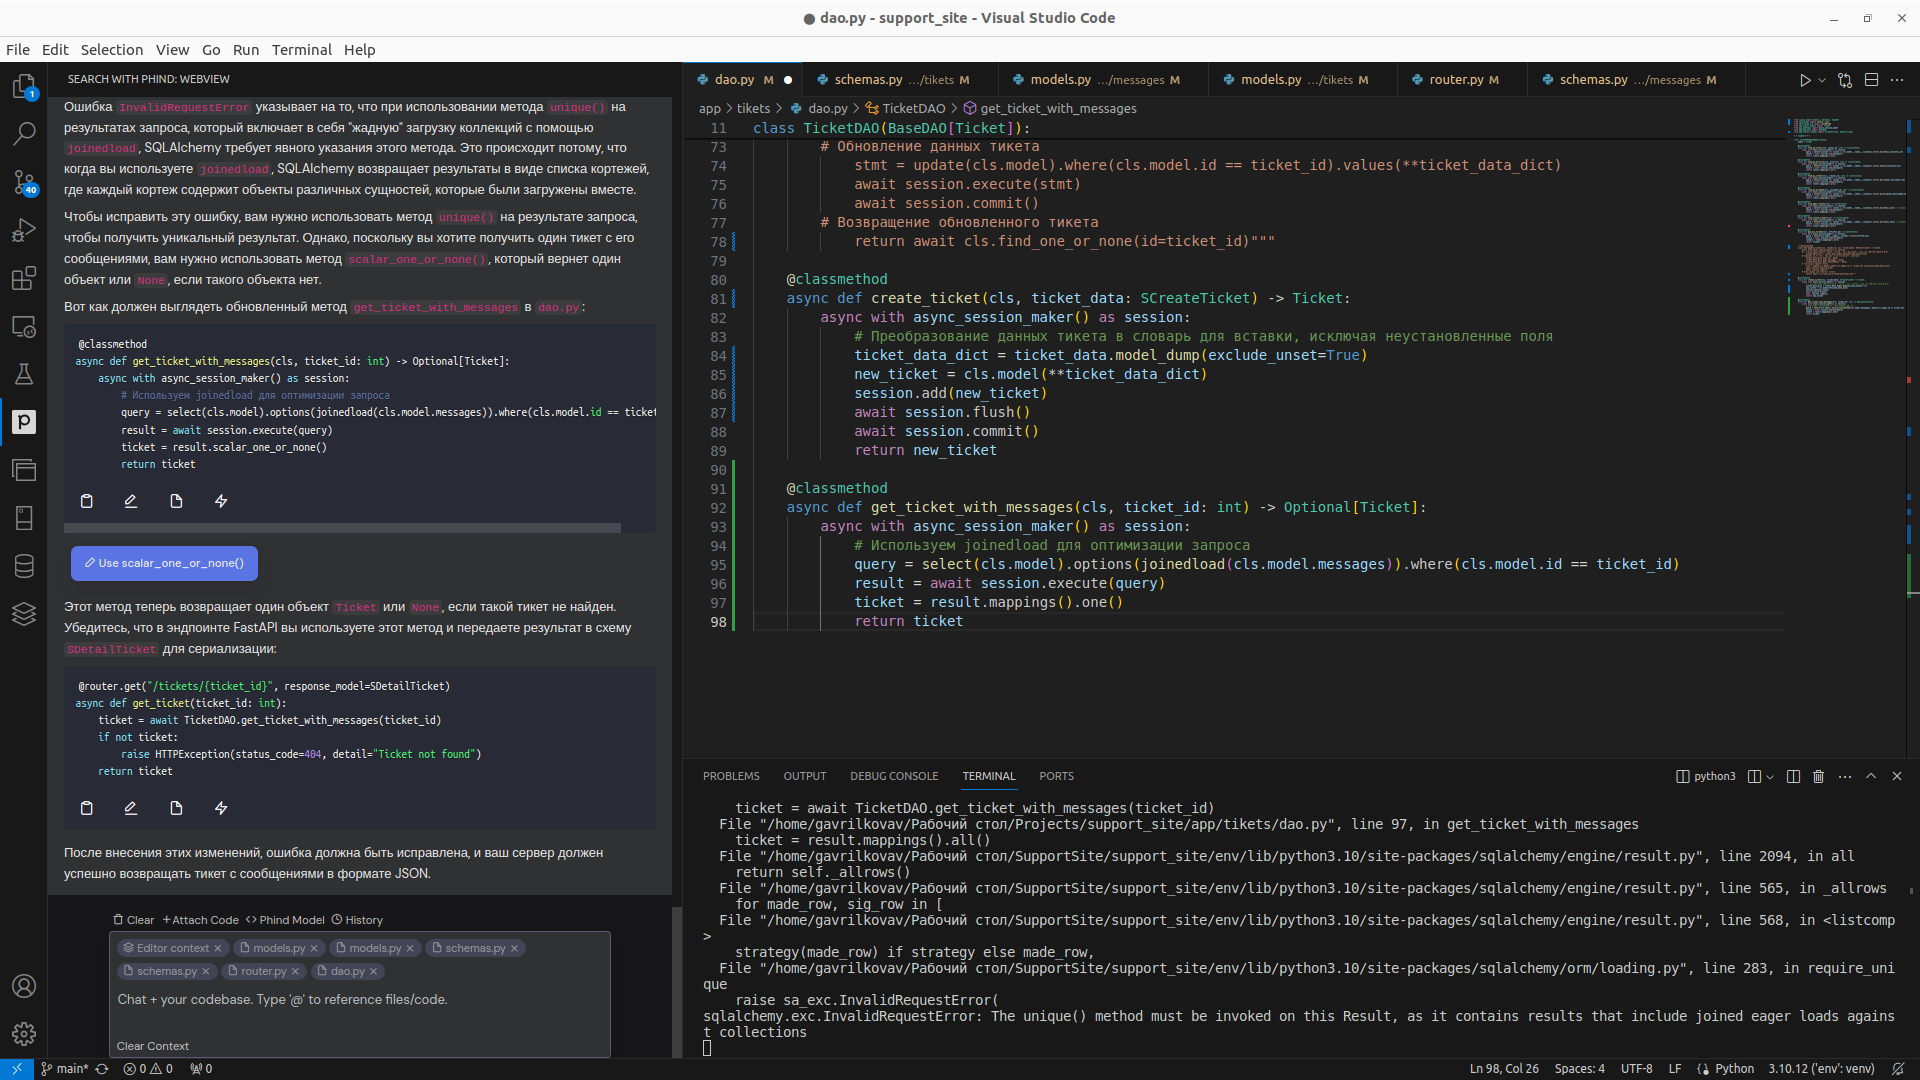 dao.py - support_site - Visual Studio Code
File Edit Selection View Go Run Terminal Help
SEARCH WITH PHIND: WEBVIEW
1
40
Ошибка InvalidRequestError указывает на то, что при использовании метода unique() на
результатах запроса, который включает в себя "жадную" загрузку коллекций с помощью
joinedload, SQLAlchemy требует явного указания этого метода. Это происходит потому, что
когда вы используете joinedload, SQLAlchemy возвращает результаты в виде списка кортежей,
где каждый кортеж содержит объекты различных сущностей, которые были загружены вместе.
Чтобы исправить эту ошибку, вам нужно использовать метод unique() на результате запроса,
чтобы получить уникальный результат. Однако, поскольку вы хотите получить один тикет с его
сообщениями, вам нужно использовать метод scalar_one_or_none(), который вернет один
объект или None, если такого объекта нет.
Вот как должен выглядеть обновленный метод get_ticket_with_messages в dao.py:
@classmethod
async def get_ticket_with_messages(cls, ticket_id: int) -> Optional[Ticket]:
async with async_session_maker() as session:
# Используем joinedload для оптимизации запроса
query = select(cls.model).options(joinedload(cls.model.messages)).where(cls.model.id == ticket
result = await session.execute(query)
ticket = result.scalar_one_or_none()
return ticket
Use scalar_one_or_none()
Этот метод теперь возвращает один объект Ticket или None, если такой тикет не найден.
Убедитесь, что в эндпоинте FastAPI вы используете этот метод и передаете результат в схему
SDetailTicket для сериализации:
@router.get("/tickets/{ticket_id}", response_model=SDetailTicket)
async def get_ticket(ticket_id: int):
ticket = await TicketDAO.get_ticket_with_messages(ticket_id)
if not ticket:
raise HTTPException(status_code=404, detail="Ticket not found")
return ticket
После внесения этих изменений, ошибка должна быть исправлена, и ваш сервер должен
успешно возвращать тикет с сообщениями в формате JSON.
Clear +Attach Code <> Phind Model History
Editor context × models.py × models.py × schemas.py ×
schemas.py × router.py × dao.py ×
Chat + your codebase. Type '@' to reference files/code.
Clear Context
dao.py M schemas.py .../tikets M models.py .../messages M models.py .../tikets M router.py M schemas.py .../messages M
app > tikets > dao.py > TicketDAO > get_ticket_with_messages
11 class TicketDAO(BaseDAO[Ticket]):
73 # Обновление данных тикета
74 stmt = update(cls.model).where(cls.model.id == ticket_id).values(**ticket_data_dict)
75 await session.execute(stmt)
76 await session.commit()
77 # Возвращение обновленного тикета
78 return await cls.find_one_or_none(id=ticket_id)"""
79
80 @classmethod
81 async def create_ticket(cls, ticket_data: SCreateTicket) -> Ticket:
82 async with async_session_maker() as session:
83 # Преобразование данных тикета в словарь для вставки, исключая неустановленные поля
84 ticket_data_dict = ticket_data.model_dump(exclude_unset=True)
85 new_ticket = cls.model(**ticket_data_dict)
86 session.add(new_ticket)
87 await session.flush()
88 await session.commit()
89 return new_ticket
90
91 @classmethod
92 async def get_ticket_with_messages(cls, ticket_id: int) -> Optional[Ticket]:
93 async with async_session_maker() as session:
94 # Используем joinedload для оптимизации запроса
95 query = select(cls.model).options(joinedload(cls.model.messages)).where(cls.model.id == ticket_id)
96 result = await session.execute(query)
97 ticket = result.mappings().one()
98 return ticket
PROBLEMS OUTPUT DEBUG CONSOLE TERMINAL PORTS
python3
ticket = await TicketDAO.get_ticket_with_messages(ticket_id)
File "/home/gavrilkovav/Рабочий стол/Projects/support_site/app/tikets/dao.py", line 97, in get_ticket_with_messages
ticket = result.mappings().all()
File "/home/gavrilkovav/Рабочий стол/SupportSite/support_site/env/lib/python3.10/site-packages/sqlalchemy/engine/result.py", line 2094, in all
return self._allrows()
File "/home/gavrilkovav/Рабочий стол/SupportSite/support_site/env/lib/python3.10/site-packages/sqlalchemy/engine/result.py", line 565, in _allrows
for made_row, sig_row in [
File "/home/gavrilkovav/Рабочий стол/SupportSite/support_site/env/lib/python3.10/site-packages/sqlalchemy/engine/result.py", line 568, in <listcomp
>
strategy(made_row) if strategy else made_row,
File "/home/gavrilkovav/Рабочий стол/SupportSite/support_site/env/lib/python3.10/site-packages/sqlalchemy/orm/loading.py", line 283, in require_uni
que
raise sa_exc.InvalidRequestError(
sqlalchemy.exc.InvalidRequestError: The unique() method must be invoked on this Result, as it contains results that include joined eager loads agains
t collections
main* 0 0 0
Ln 98, Col 26 Spaces: 4 UTF-8 LF Python 3.10.12 ('env': venv)